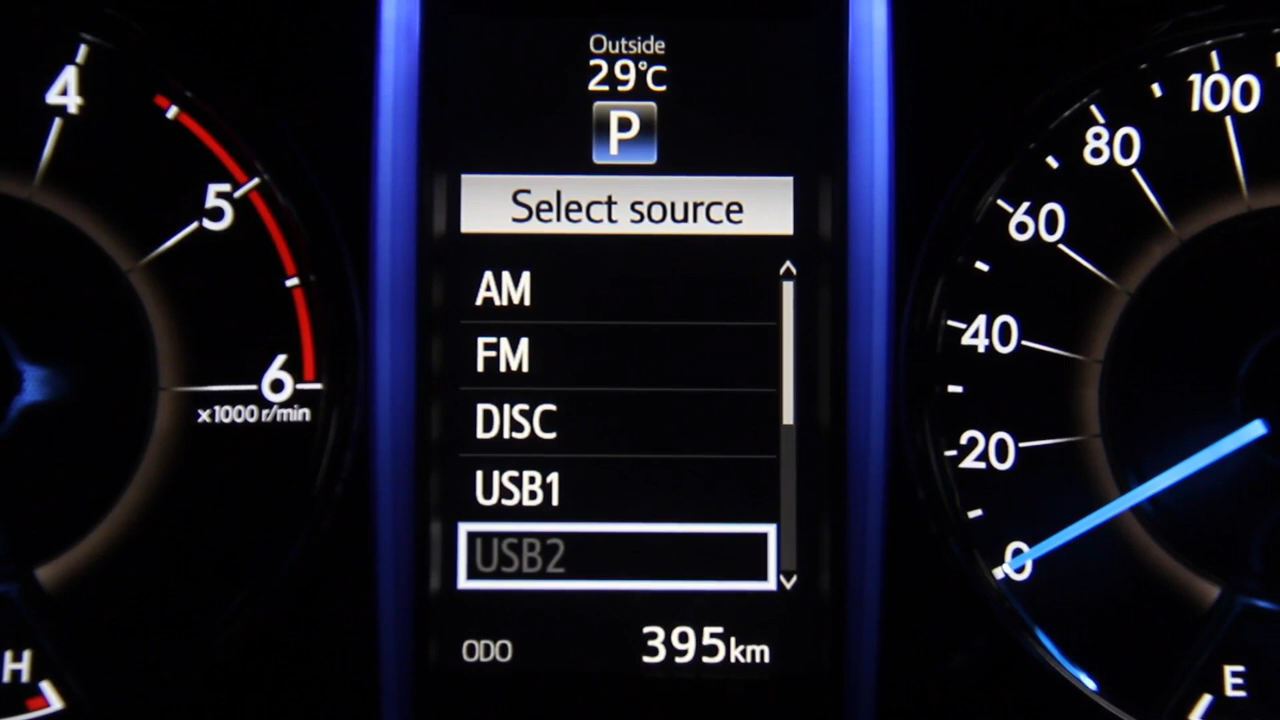 Outside
29°C
P
Select source
AM
FM
DISC
USB1
USB2
ODO 395km
4
5
6
x1000 r/min
H
100
80
60
40
20
0
E